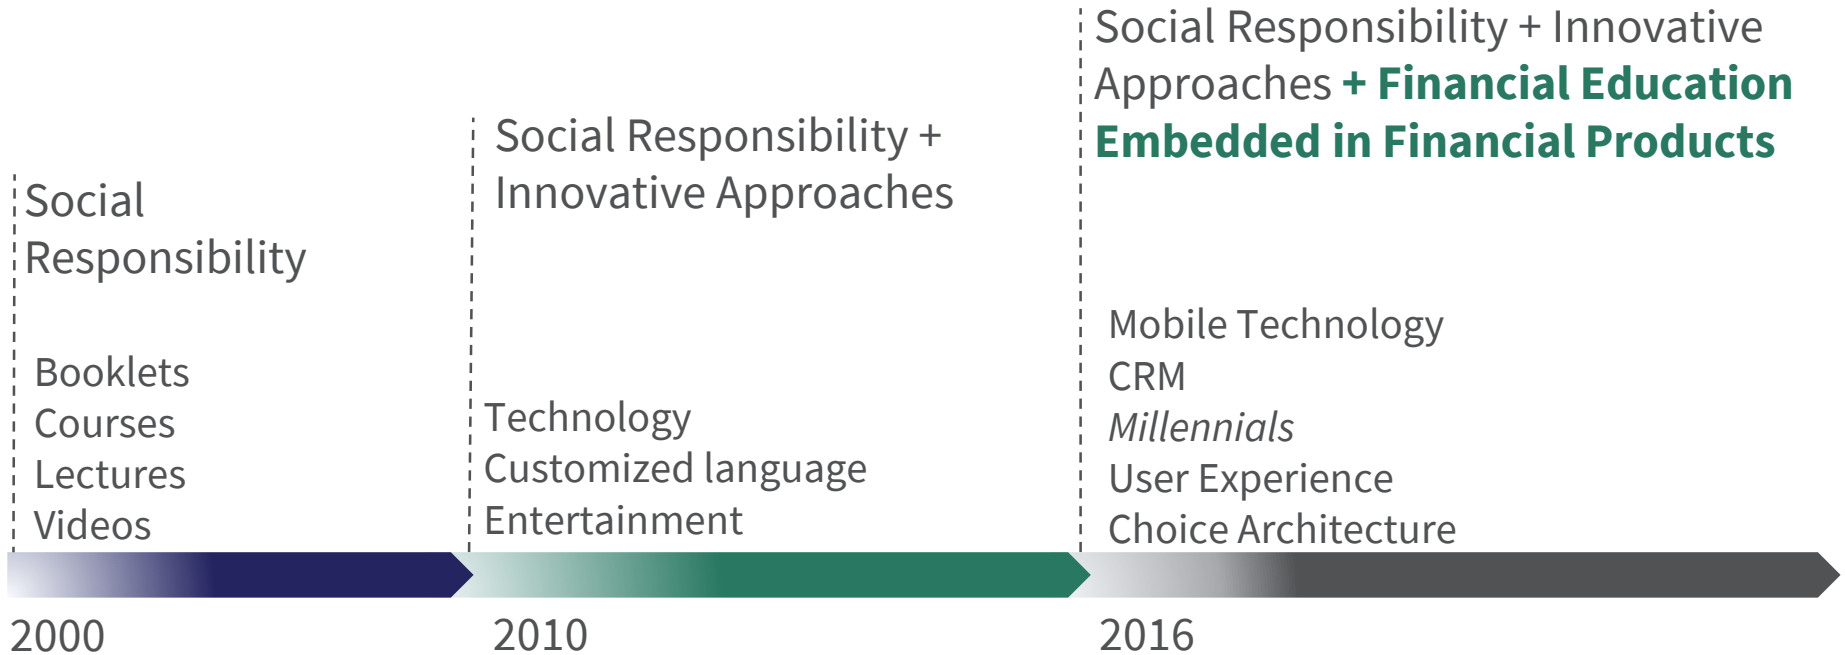 Social
Responsibility
Booklets
Courses
Lectures
Videos
2000
Social Responsibility +
Innovative Approaches
Technology
Customized language
Entertainment
2010
Social Responsibility + Innovative
Approaches + Financial Education
Embedded in Financial Products
Mobile Technology
CRM
Millennials
User Experience
Choice Architecture
2016